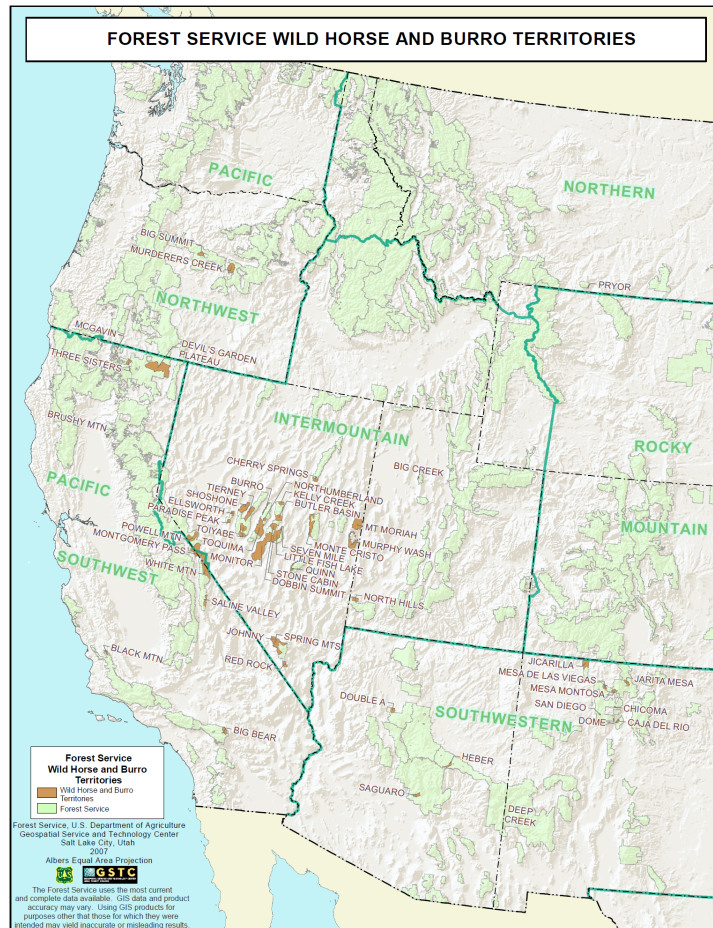 FOREST SERVICE WILD HORSE AND BURRO TERRITORIES
PACIFIC
NORTHERN
BIG SUMMIT
MURDERERS CREEK
PRYOR
NORTHWEST
MCGAVIN
DEVIL'S GARDEN
PLATEAU
THREE SISTERS
BRUSHY MTN
INTERMOUNTAIN
ROCKY
CHERRY SPRINGS
BIG CREEK
PACIFIC
BURRO
NORTHUMBERLAND
TIERNEY
KELLY CREEK
SHOSHONE
BUTLER BASIN
ELLSWORTH
PARADISE PEAK
MOUNTAIN
POWELL MTN
TOIYABE
MT MORIAH
MONTGOMERY PASS
TOQUIMA
MONTE CRISTO
MURPHY WASH
SOUTHWEST
MONITOR
SEVEN MILE
LITTLE FISH LAKE
WHITE MTN
QUINN
STONE CABIN
DOBBIN SUMMIT
NORTH HILLS
SALINE VALLEY
JOHNNY
SPRING MTS
BLACK MTN
RED ROCK
JICARILLA
MESA DE LAS VIEGAS
JARITA MESA
MESA MONTOSA
DOUBLE A
SAN DIEGO
CHICOMA
SOUTHWESTERN
DOME
CAJA DEL RIO
BIG BEAR
HEBER
SAGUARO
DEEP
CREEK
Forest Service
Wild Horse and Burro
Territories
Wild Horse and Burro
Territories
Forest Service
Forest Service, U.S. Department of Agriculture
Geospatial Service and Technology Center
Salt Lake City, Utah
2007
Albers Equal Area Projection
GSTC
The Forest Service uses the most current
and complete data available. GIS data and product
accuracy may vary. Using GIS products for
purposes other that those for which they were
intended may yield inaccurate or misleading results.